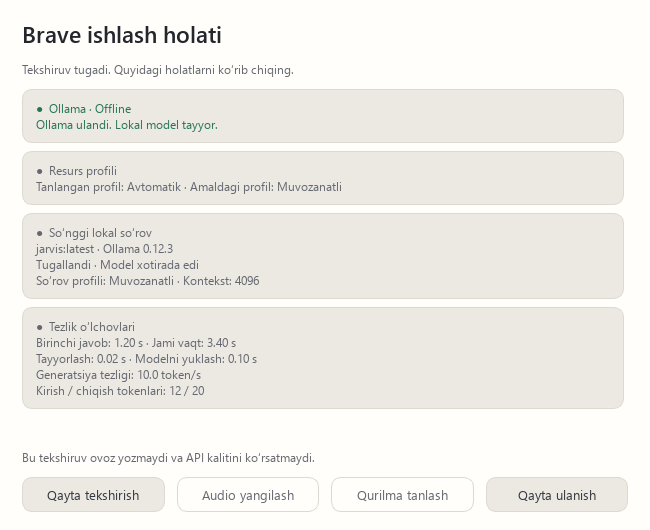 Brave ishlash holati
Tekshiruv tugadi. Quyidagi holatlarni ko‘rib chiqing.
● Ollama · Offline
Ollama ulandi. Lokal model tayyor.
● Resurs profili
Tanlangan profil: Avtomatik · Amaldagi profil: Muvozanatli
● So‘nggi lokal so‘rov
jarvis:latest · Ollama 0.12.3
Tugallandi · Model xotirada edi
So‘rov profili: Muvozanatli · Kontekst: 4096
● Tezlik o‘lchovlari
Birinchi javob: 1.20 s · Jami vaqt: 3.40 s
Tayyorlash: 0.02 s · Modelni yuklash: 0.10 s
Generatsiya tezligi: 10.0 token/s
Kirish / chiqish tokenlari: 12 / 20
Bu tekshiruv ovoz yozmaydi va API kalitini ko‘rsatmaydi.
Qayta tekshirish
Audio yangilash
Qurilma tanlash
Qayta ulanish